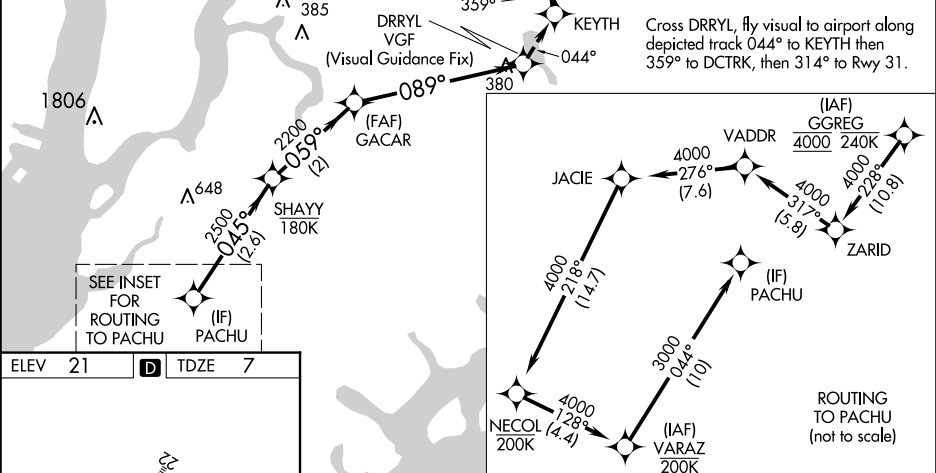 385
359°
DRRYL
VGF
(Visual Guidance Fix)
KEYTH
044°
380
Cross DRRYL, fly visual to airport along
depicted track 044° to KEYTH then
359° to DCTRK, then 314° to Rwy 31.
1806
089°
(FAF)
GACAR
2200
059°
(2)
648
SHAYY
180K
2500
045°
(2.6)
SEE INSET
FOR
ROUTING
TO PACHU
(IF)
PACHU
ELEV 21
D
TDZE 7
22
(IAF)
GGREG
4000 240K
VADDR
4000
276°
(7.6)
JACIE
4000
228°
(10.8)
4000
317°
(5.8)
ZARID
4000
218°
(14.7)
(IF)
PACHU
3000
044°
(10)
NECOL
200K
4000
128°
(4.4)
(IAF)
VARAZ
200K
ROUTING
TO PACHU
(not to scale)